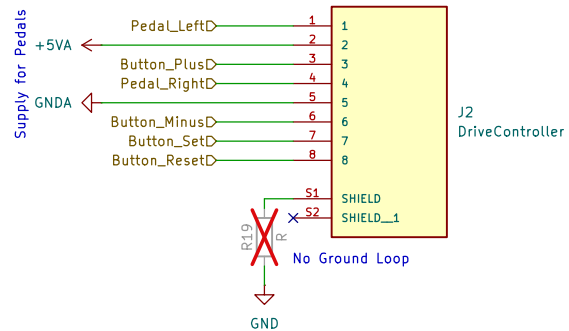 Supply for Pedals
Pedal_Left 1 1
+5VA 2 2
Button_Plus 3 3
Pedal_Right 4 4
GNDA 5 5
Button_Minus 6 6
Button_Set 7 7
Button_Reset 8 8
J2
DriveController
S1 SHIELD
S2 SHIELD__1
R19
R
No Ground Loop
GND